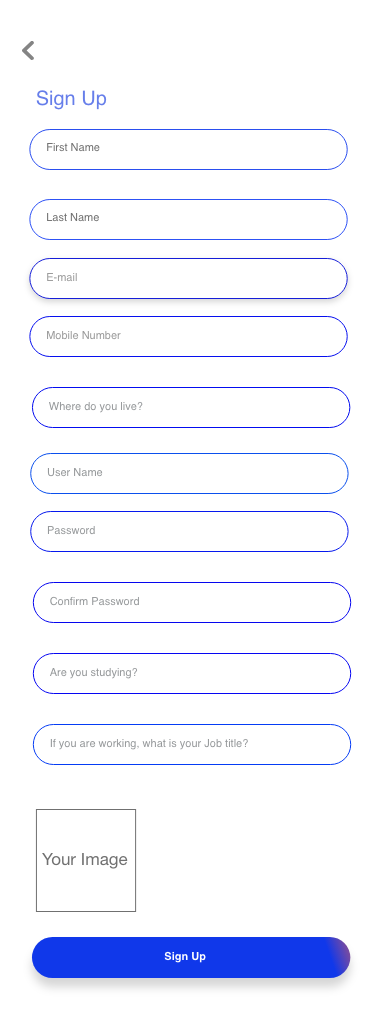 Sign Up
First Name
Last Name
E-mail
Mobile Number
Where do you live?
User Name
Password
Confirm Password
Are you studying?
If you are working, what is your Job title?
Your Image
Sign Up